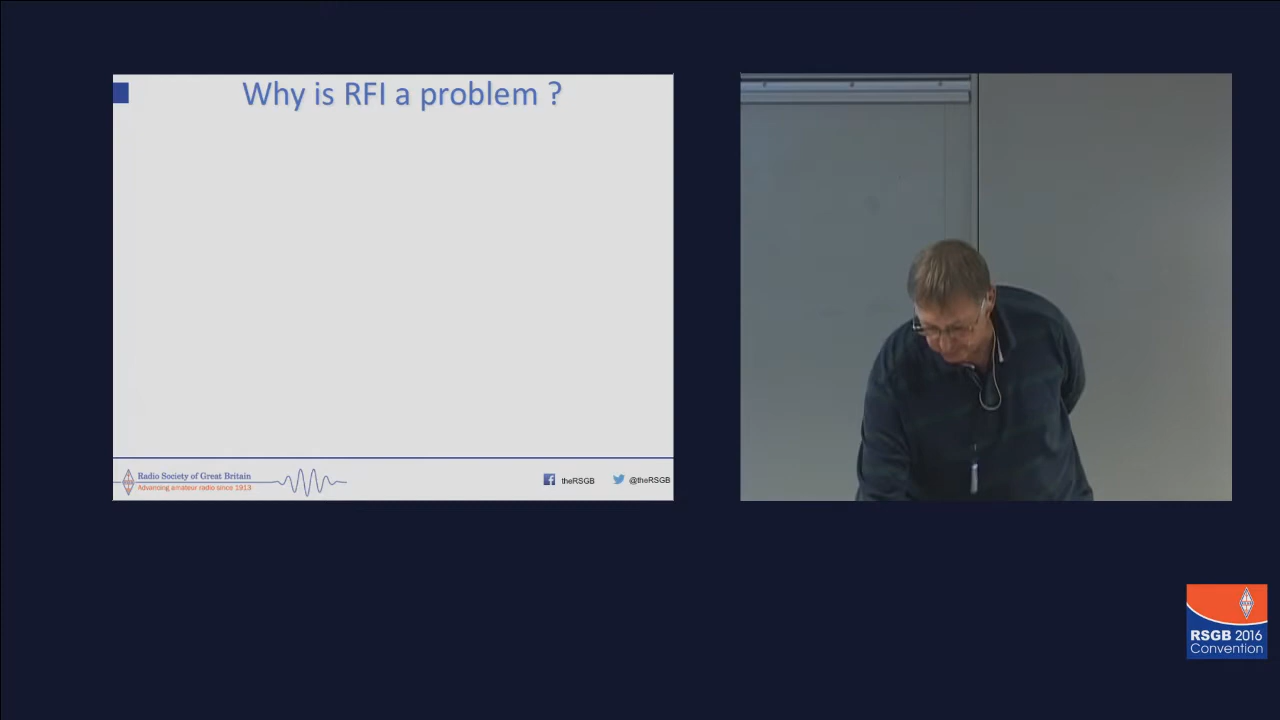 Why is RFI a problem ?
Radio Society of Great Britain
Advancing amateur radio since 1913
theRSGB
@theRSGB
RSGB 2016
Convention